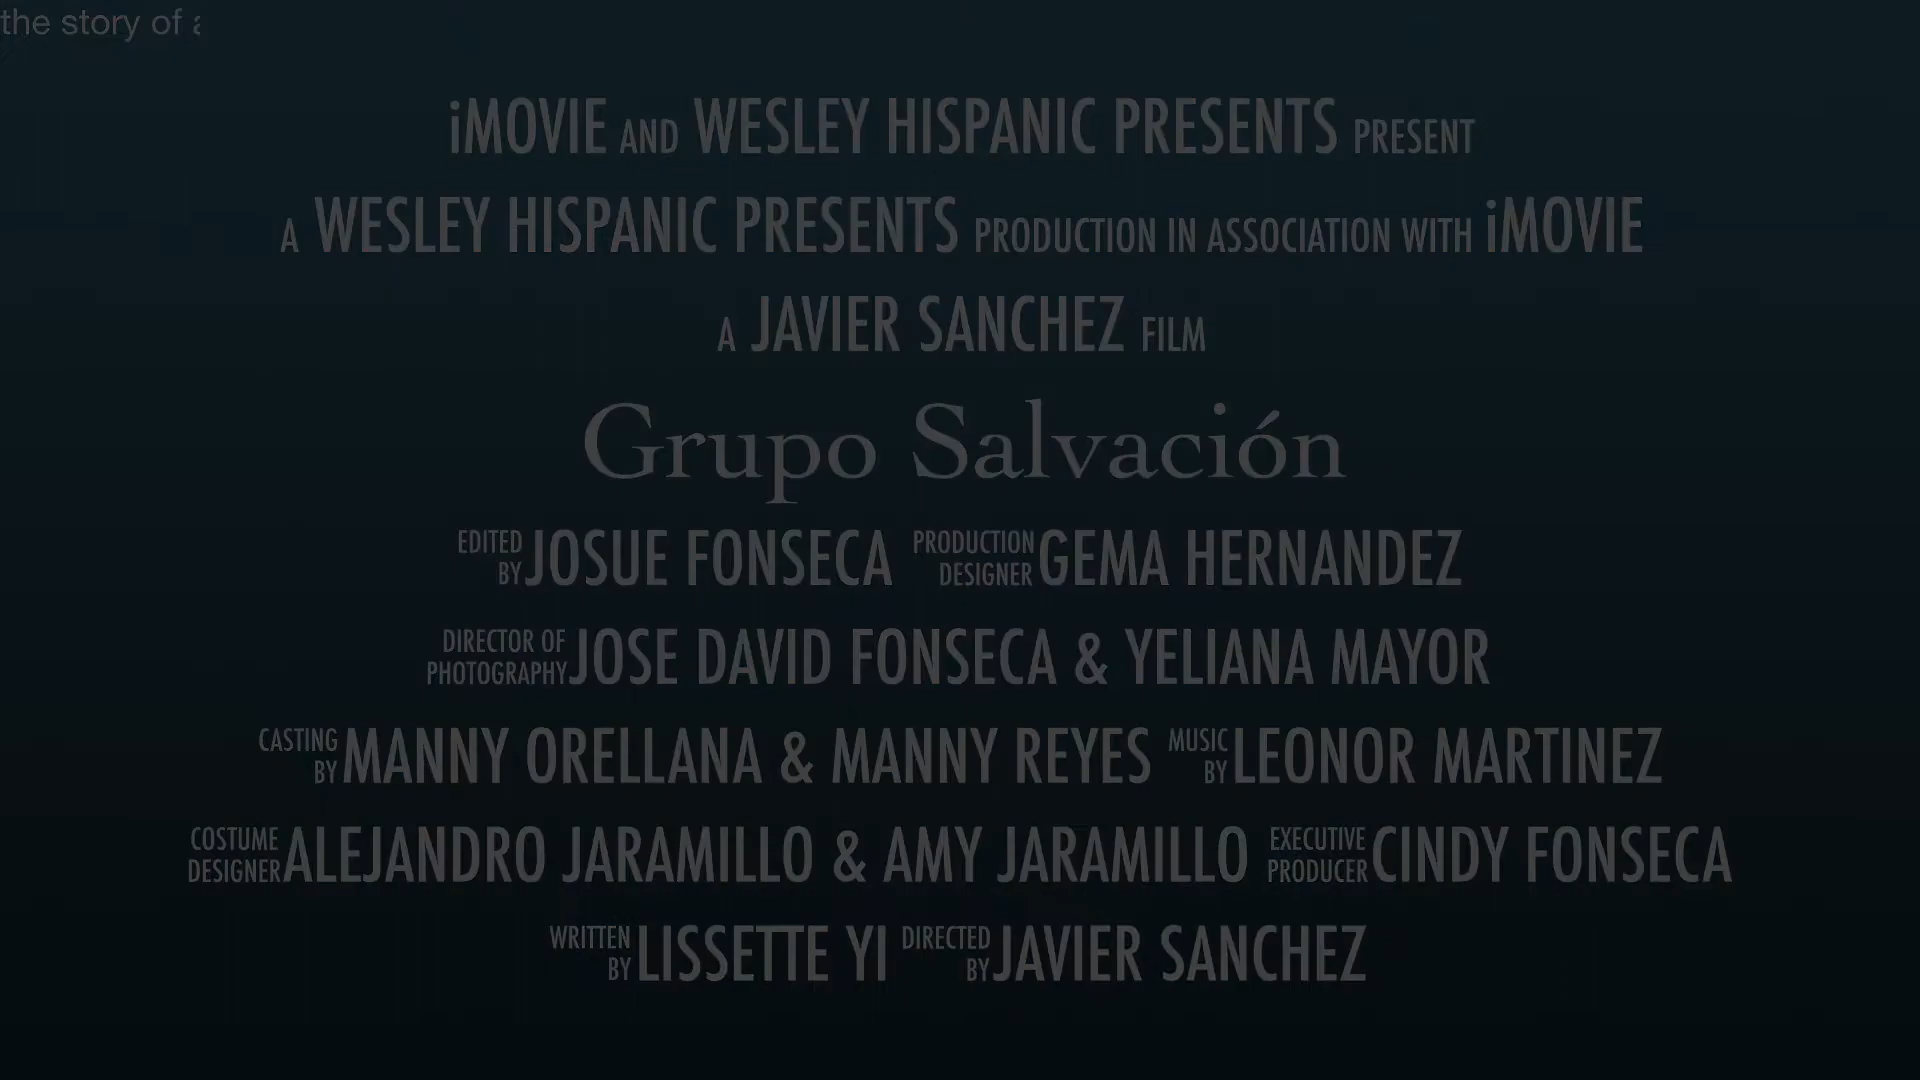 the story of
iMOVIE AND WESLEY HISPANIC PRESENTS PRESENT
A WESLEY HISPANIC PRESENTS PRODUCTION IN ASSOCIATION WITH iMOVIE
A JAVIER SANCHEZ FILM
Grupo Salvación
EDITED BY JOSUE FONSECA PRODUCTION DESIGNER GEMA HERNANDEZ
DIRECTOR OF PHOTOGRAPHY JOSE DAVID FONSECA & YELIANA MAYOR
CASTING BY MANNY ORELLANA & MANNY REYES MUSIC BY LEONOR MARTINEZ
COSTUME DESIGNER ALEJANDRO JARAMILLO & AMY JARAMILLO EXECUTIVE PRODUCER CINDY FONSECA
WRITTEN BY LISSETTE YI DIRECTED BY JAVIER SANCHEZ